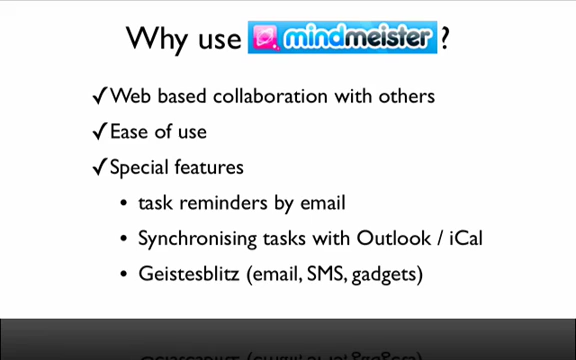 Why use mindmeister ?
✓Web based collaboration with others
✓Ease of use
✓Special features
• task reminders by email
• Synchronising tasks with Outlook / iCal
• Geistesblitz (email, SMS, gadgets)